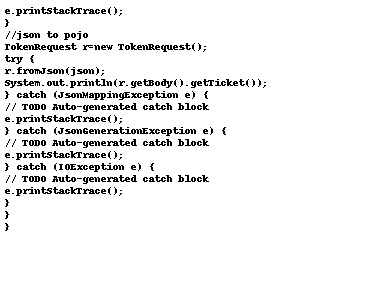 e.printStackTrace();
}
//json to pojo
TokenRequest r=new TokenRequest();
try {
r.fromJson(json);
System.out.println(r.getBody().getTicket());
} catch (JsonMappingException e) {
// TODO Auto-generated catch block
e.printStackTrace();
} catch (JsonGenerationException e) {
// TODO Auto-generated catch block
e.printStackTrace();
} catch (IOException e) {
// TODO Auto-generated catch block
e.printStackTrace();
}
}
}